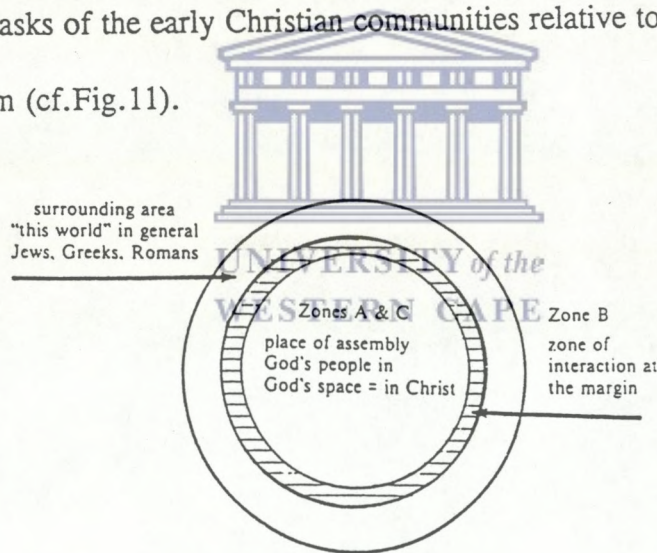 asks of the early Christian communities relative to
n (cf.Fig.11).
surrounding area
"this world" in general
Jews, Greeks, Romans
UNIVERSITY of the
WESTERN CAPE
Zones A & C
place of assembly
God's people in
God's space = in Christ
Zone B
zone of
interaction at
the margin